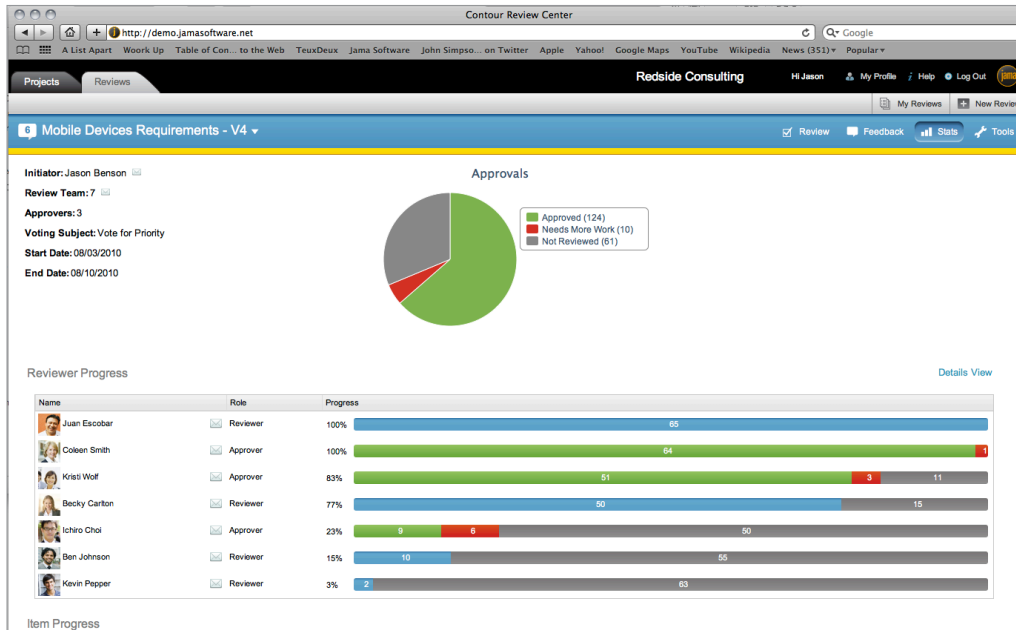 Contour Review Center
http://demo.jamasoftware.net
Google
A List Apart Woork Up Table of Con... to the Web TeuxDeux Jama Software John Simpso... on Twitter Apple Yahoo! Google Maps YouTube Wikipedia News (351) Popular
Projects Reviews Redside Consulting Hi Jason My Profile Help Log Out jama
My Reviews New Review
6 Mobile Devices Requirements - V4 Review Feedback Stats Tools
Initiator: Jason Benson
Review Team: 7
Approvers: 3
Voting Subject: Vote for Priority
Start Date: 08/03/2010
End Date: 08/10/2010
Approvals
Approved (124)
Needs More Work (10)
Not Reviewed (61)
Reviewer Progress Details View
Name Role Progress
Juan Escobar Reviewer 100% 65
Coleen Smith Approver 100% 64 1
Kristi Wolf Approver 83% 51 3 11
Becky Carlton Reviewer 77% 50 15
Ichiro Choi Approver 23% 9 6 50
Ben Johnson Reviewer 15% 10 55
Kevin Pepper Reviewer 3% 2 63
Item Progress